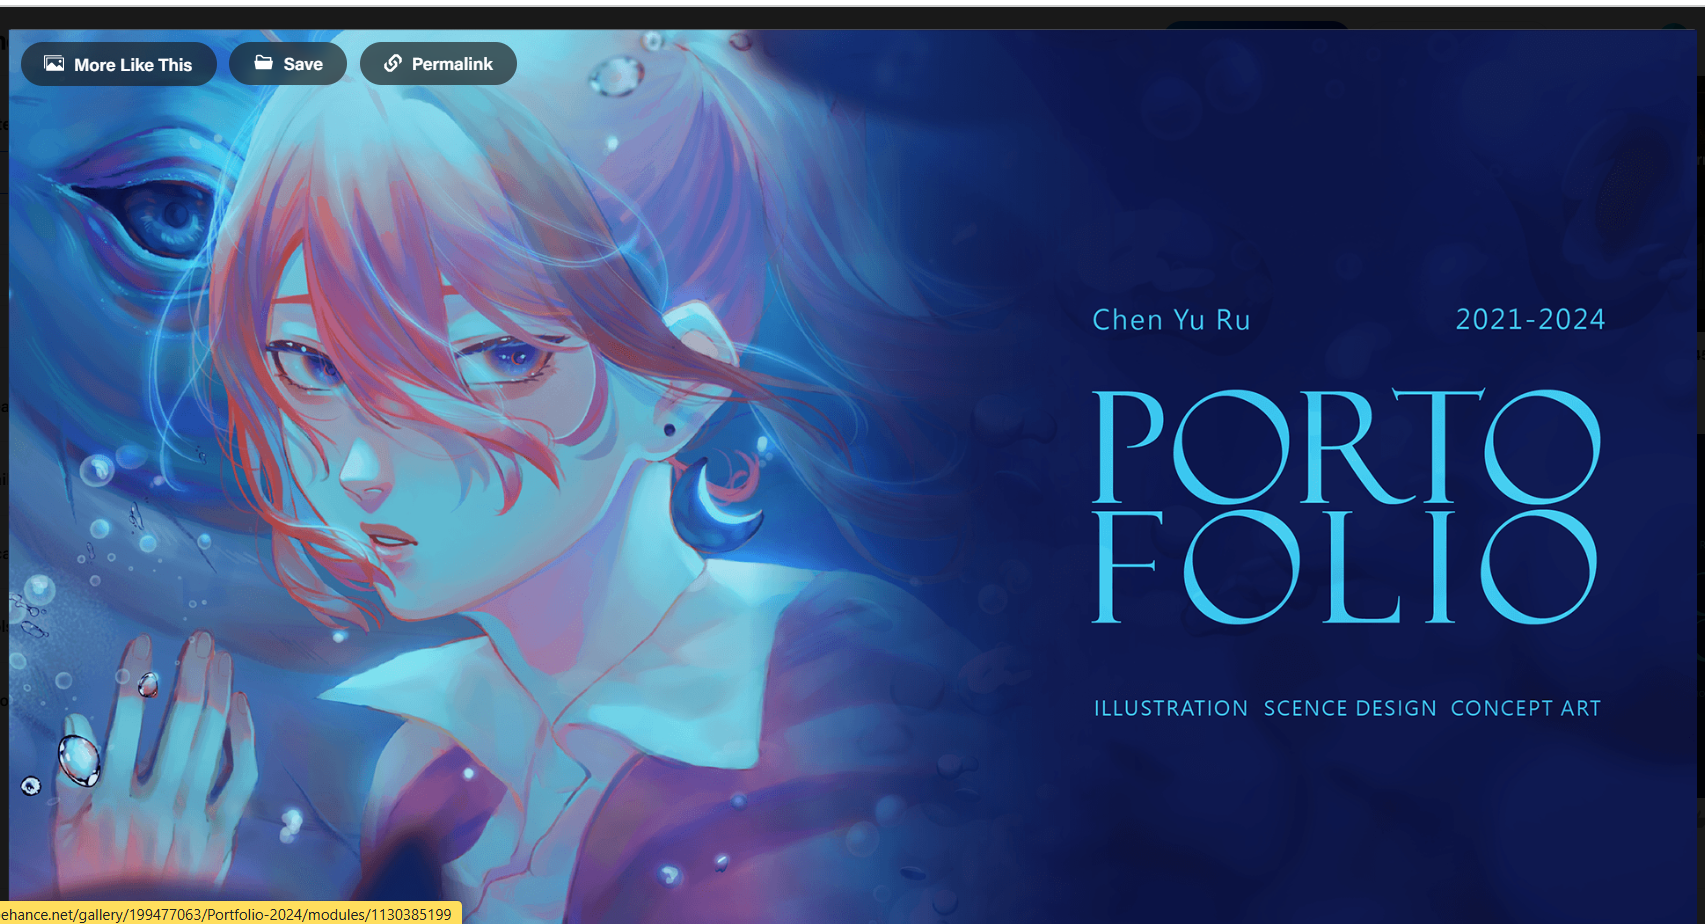 More Like This
Save
Permalink
Chen Yu Ru
2021-2024
PORTO
FOLIO
ILLUSTRATION SCENCE DESIGN CONCEPT ART
ehance.net/gallery/199477063/Portfolio-2024/modules/1130385199